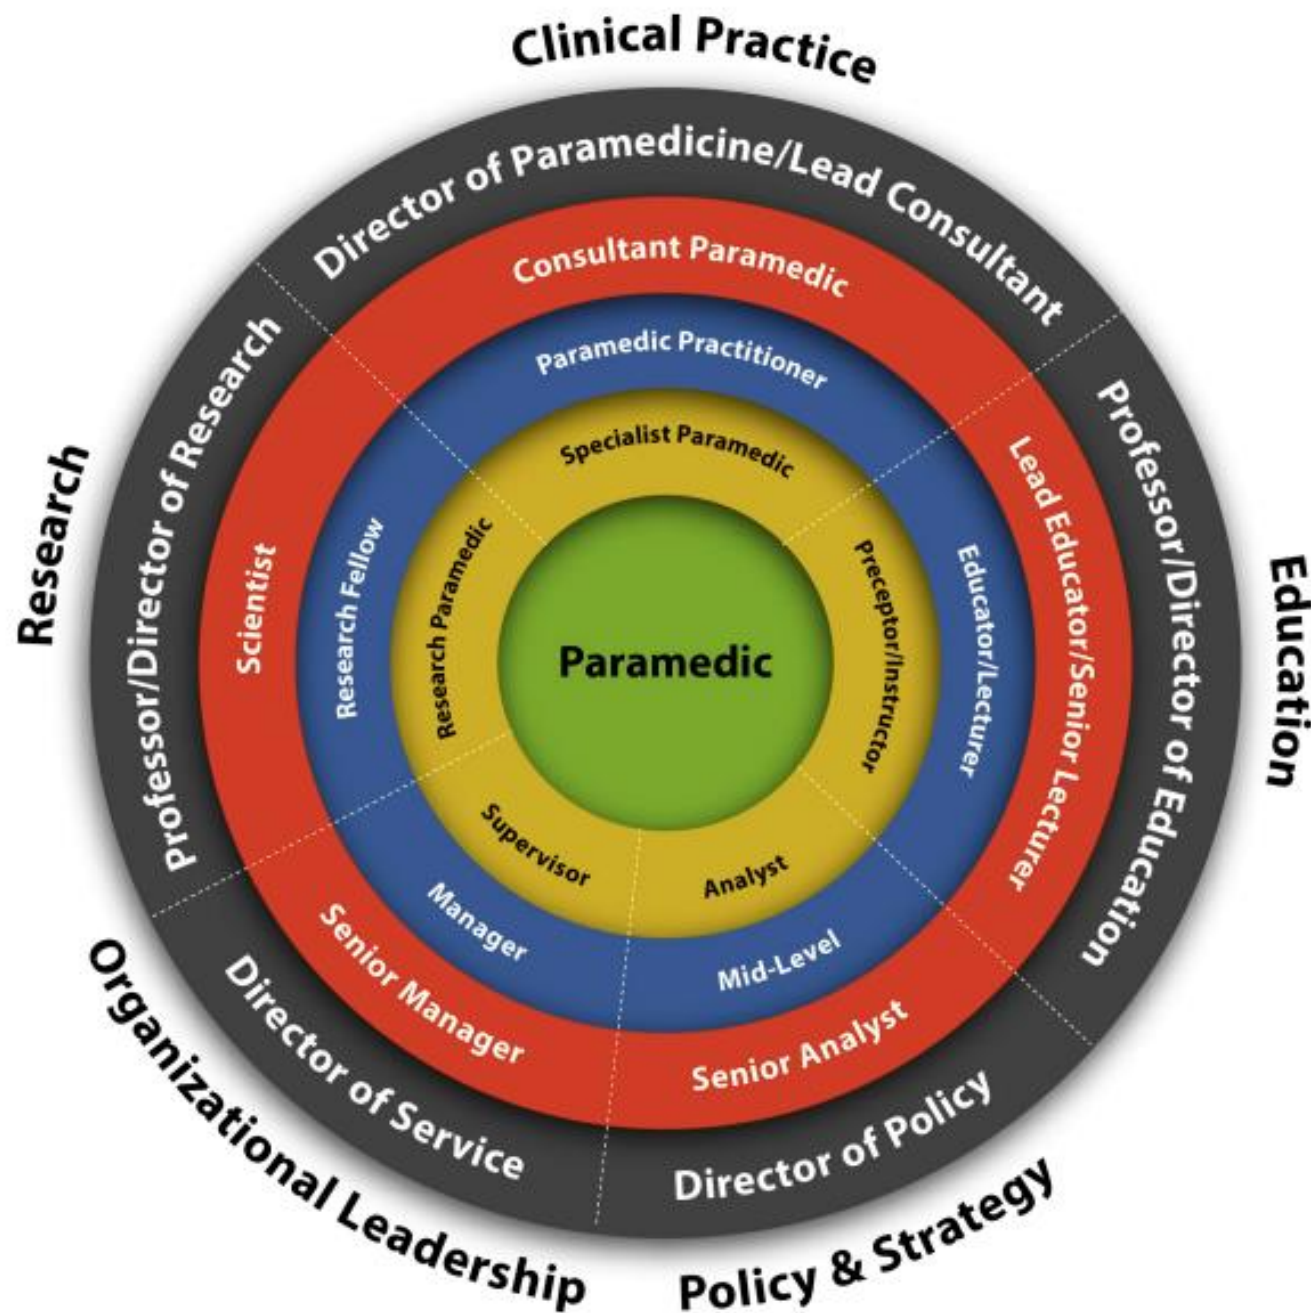 Clinical Practice
Director of Paramedicine/Lead Consultant
Consultant Paramedic
Paramedic Practitioner
Specialist Paramedic
Education
Professor/Director of Education
Lead Educator/Senior Lecturer
Educator/Lecturer
Preceptor/Instructor
Policy & Strategy
Director of Policy
Senior Analyst
Mid-Level
Analyst
Organizational Leadership
Director of Service
Senior Manager
Manager
Supervisor
Research
Professor/Director of Research
Scientist
Research Fellow
Research Paramedic
Paramedic